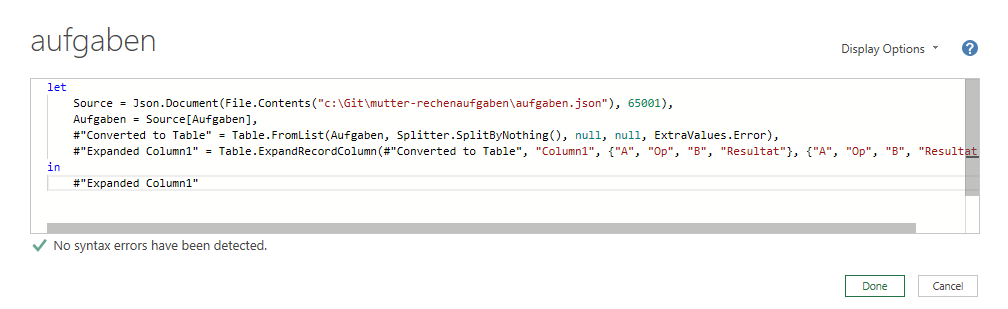 aufgaben
Display Options
?
let
Source = Json.Document(File.Contents("c:\Git\mutter-rechenaufgaben\aufgaben.json"), 65001),
Aufgaben = Source[Aufgaben],
#"Converted to Table" = Table.FromList(Aufgaben, Splitter.SplitByNothing(), null, null, ExtraValues.Error),
#"Expanded Column1" = Table.ExpandRecordColumn(#"Converted to Table", "Column1", {"A", "Op", "B", "Resultat"}, {"A", "Op", "B", "Resultat
in
#"Expanded Column1"
No syntax errors have been detected.
Done
Cancel